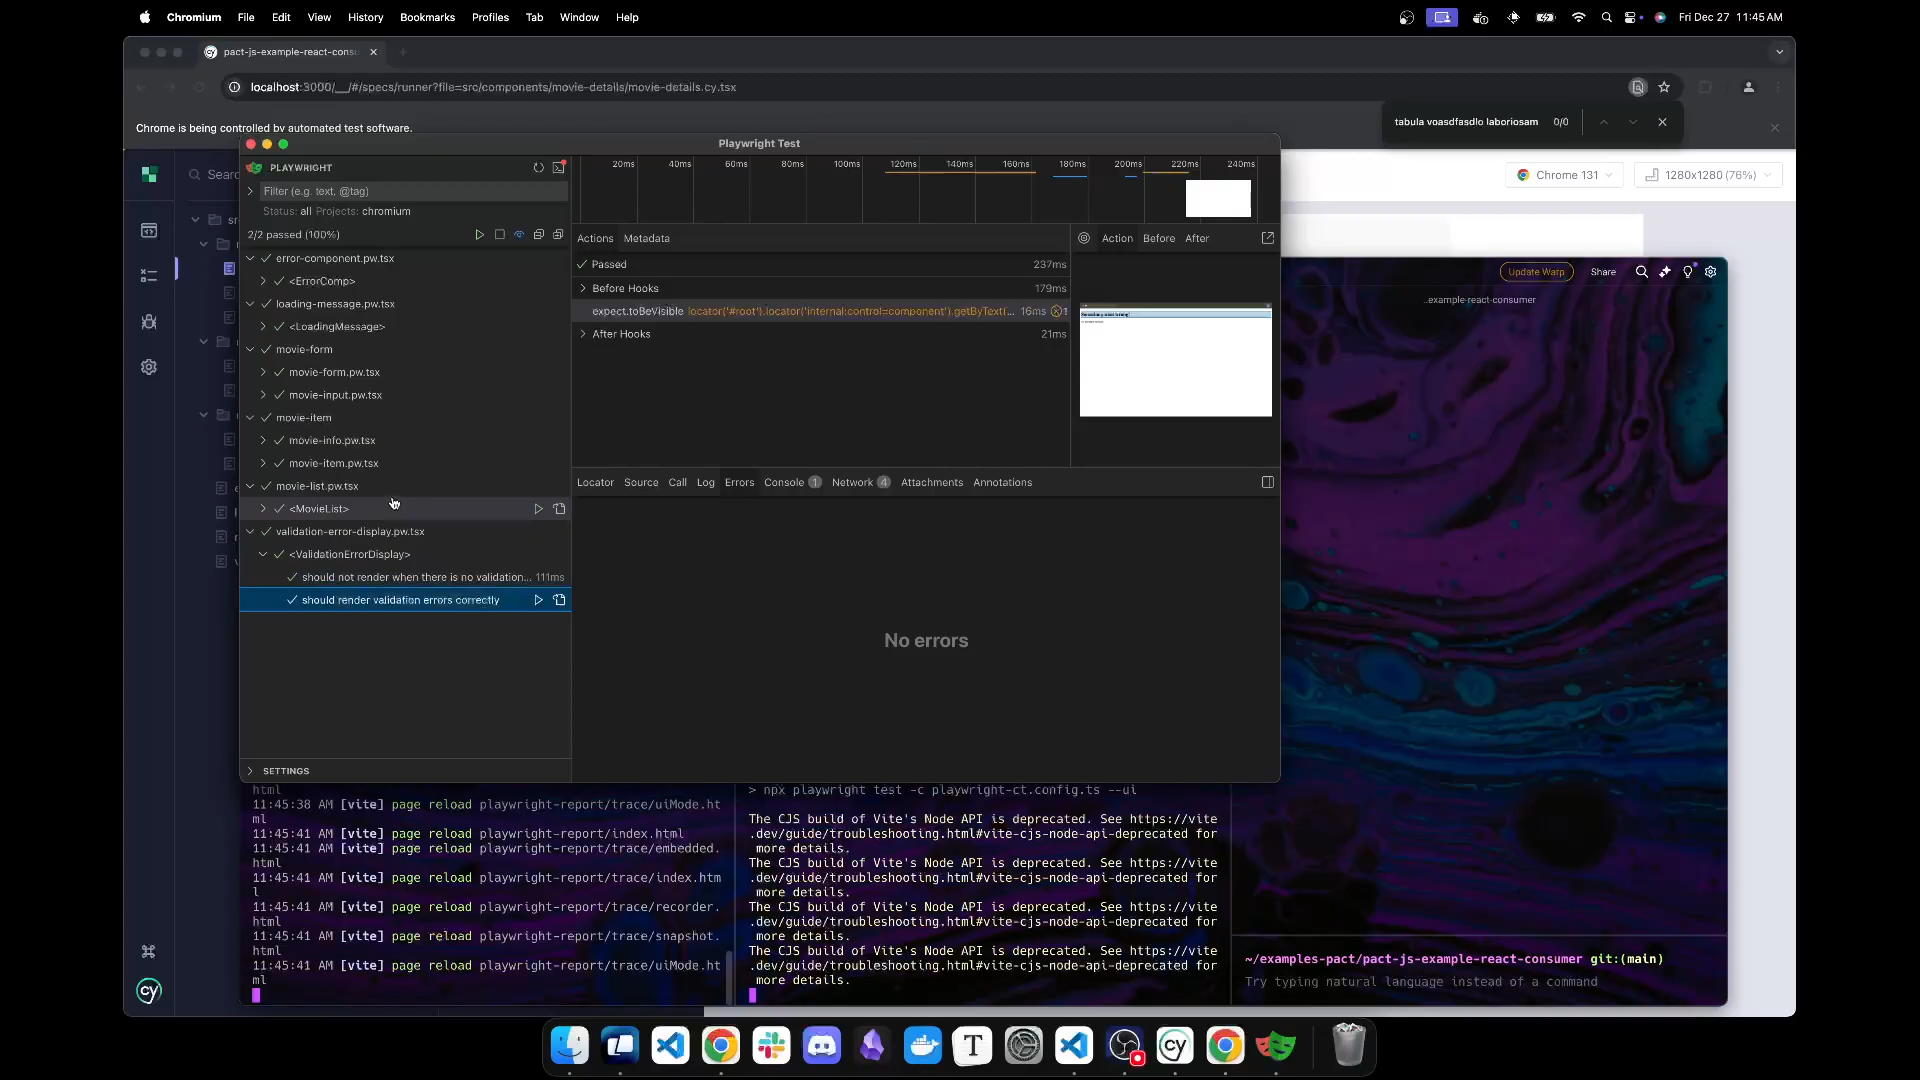 Chromium File Edit View History Bookmarks Profiles Tab Window Help
Fri Dec 27 11:45 AM
localhost:3000/__/#/specs/runner?file=src/components/movie-details/movie-details.cy.tsx
Chrome is being controlled by automated test software.
tabula voasdfasdlo laboriosam 0/0
Chrome 131
1280x1280 (76%)
Playwright Test
PLAYWRIGHT
Filter (e.g. text, @tag)
Status: all Projects: chromium
2/2 passed (100%)
error-component.pw.tsx
<ErrorComp>
loading-message.pw.tsx
<LoadingMessage>
movie-form
movie-form.pw.tsx
movie-input.pw.tsx
movie-item
movie-info.pw.tsx
movie-item.pw.tsx
movie-list.pw.tsx
<MovieList>
validation-error-display.pw.tsx
<ValidationErrorDisplay>
should not render when there is no validation... 111ms
should render validation errors correctly
SETTINGS
20ms 40ms 60ms 80ms 100ms 120ms 140ms 160ms 180ms 200ms 220ms 240ms
Actions Metadata
Passed 237ms
Before Hooks 179ms
expect.toBeVisible locator('#root').locator('internal:control=component').getByText(... 16ms 1
After Hooks 21ms
Action Before After
Something went wrong!
Locator Source Call Log Errors Console 1 Network 4 Attachments Annotations
No errors
Update Warp Share
..example-react-consumer
html
11:45:38 AM [vite] page reload playwright-report/trace/uiMode.ht
ml
11:45:41 AM [vite] page reload playwright-report/index.html
11:45:41 AM [vite] page reload playwright-report/trace/embedded.
html
11:45:41 AM [vite] page reload playwright-report/trace/index.htm
l
11:45:41 AM [vite] page reload playwright-report/trace/recorder.
html
11:45:41 AM [vite] page reload playwright-report/trace/snapshot.
html
11:45:41 AM [vite] page reload playwright-report/trace/uiMode.ht
ml
> npx playwright test -c playwright-ct.config.ts --ui
The CJS build of Vite's Node API is deprecated. See https://vite
.dev/guide/troubleshooting.html#vite-cjs-node-api-deprecated for
more details.
The CJS build of Vite's Node API is deprecated. See https://vite
.dev/guide/troubleshooting.html#vite-cjs-node-api-deprecated for
more details.
The CJS build of Vite's Node API is deprecated. See https://vite
.dev/guide/troubleshooting.html#vite-cjs-node-api-deprecated for
more details.
The CJS build of Vite's Node API is deprecated. See https://vite
.dev/guide/troubleshooting.html#vite-cjs-node-api-deprecated for
more details.
~/examples-pact/pact-js-example-react-consumer git:(main)
Try typing natural language instead of a command
cy
T
cy